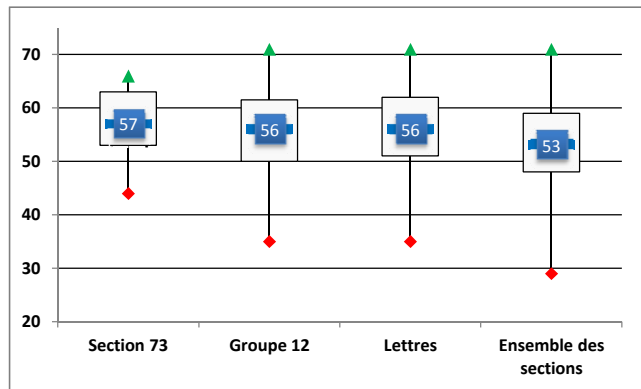 70
60
50
40
30
20
57
56
56
53
Section 73
Groupe 12
Lettres
Ensemble des
sections